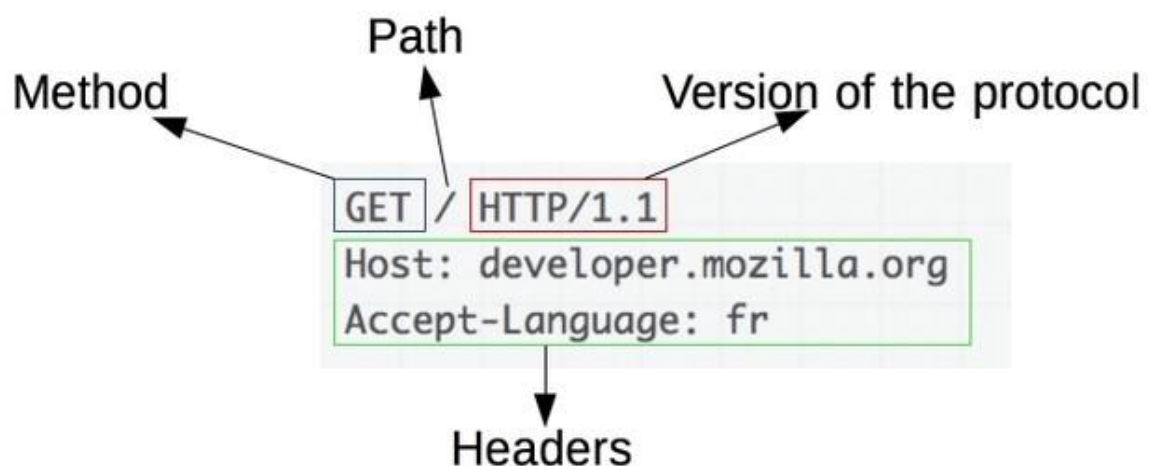 Path
Method
Version of the protocol
GET / HTTP/1.1
Host: developer.mozilla.org
Accept-Language: fr
Headers